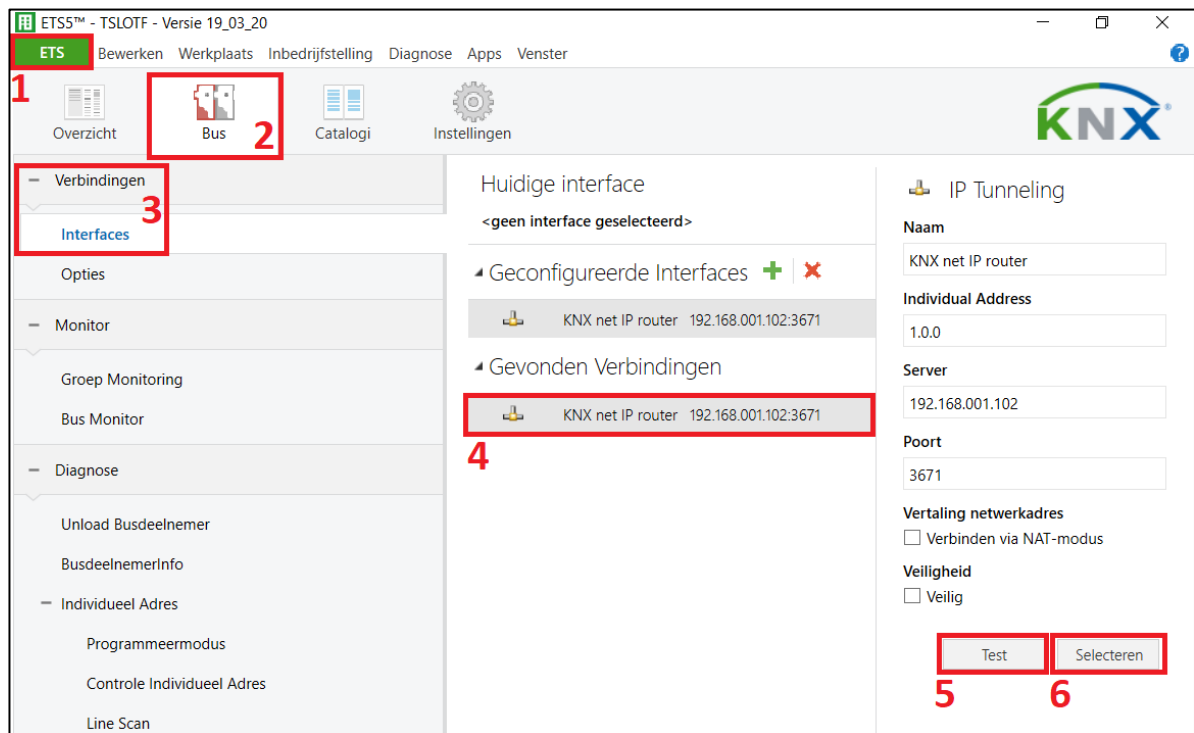 ETS5™ - TSLOTF - Versie 19_03_20
ETS Bewerken Werkplaats Inbedrijfstelling Diagnose Apps Venster ?
1
Overzicht Bus 2 Catalogi Instellingen
KNX®
Verbindingen
3
Interfaces
Opties
Monitor
Groep Monitoring
Bus Monitor
Diagnose
Unload Busdeelnemer
BusdeelnemerInfo
Individueel Adres
Programmeermodus
Controle Individueel Adres
Line Scan
Huidige interface
<geen interface geselecteerd>
Geconfigureerde Interfaces
KNX net IP router 192.168.001.102:3671
Gevonden Verbindingen
KNX net IP router 192.168.001.102:3671
4
IP Tunneling
Naam
KNX net IP router
Individual Address
1.0.0
Server
192.168.001.102
Poort
3671
Vertaling netwerkadres
Verbinden via NAT-modus
Veiligheid
Veilig
Test Selecteren
5 6